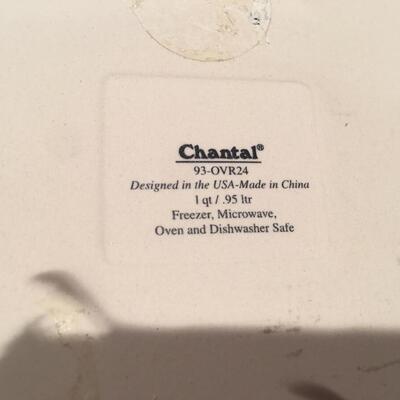 Chantal®
93-OVR24
Designed in the USA-Made in China
1 qt / .95 ltr
Freezer, Microwave,
Oven and Dishwasher Safe